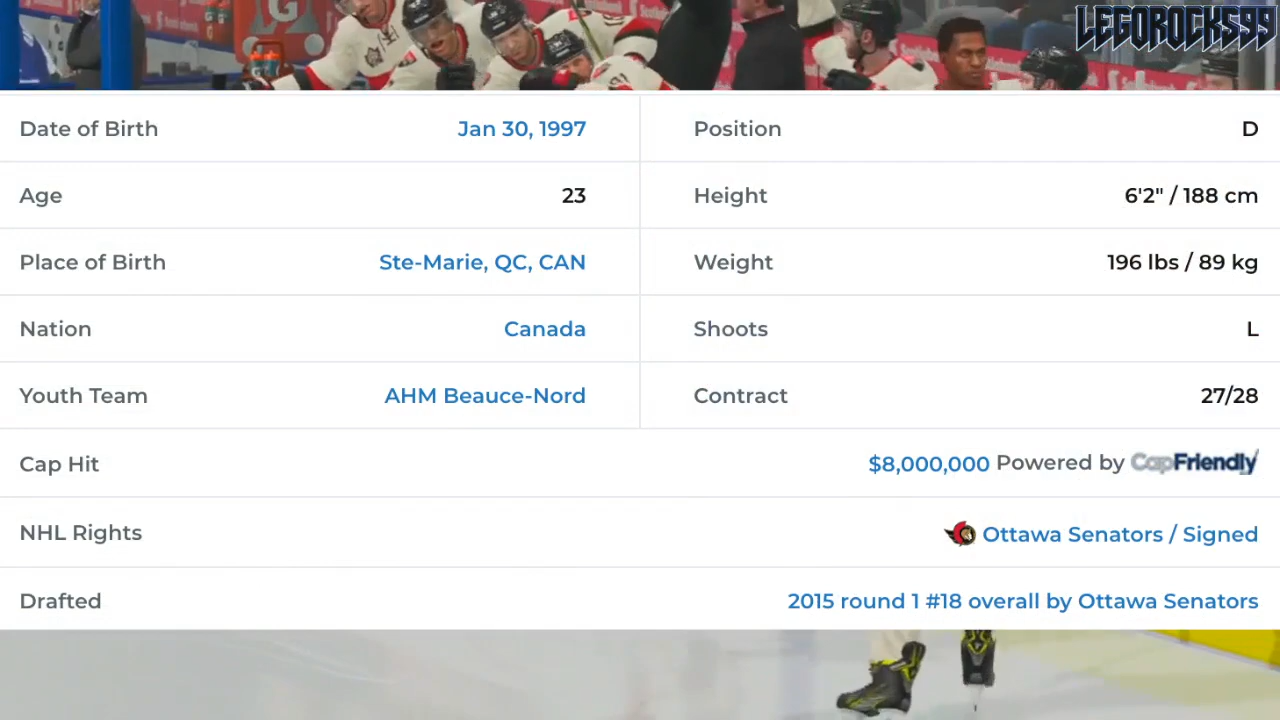 LEGOROCKS99
Date of Birth Jan 30, 1997 Position D
Age 23 Height 6'2" / 188 cm
Place of Birth Ste-Marie, QC, CAN Weight 196 lbs / 89 kg
Nation Canada Shoots L
Youth Team AHM Beauce-Nord Contract 27/28
Cap Hit $8,000,000 Powered by CapFriendly
NHL Rights Ottawa Senators / Signed
Drafted 2015 round 1 #18 overall by Ottawa Senators